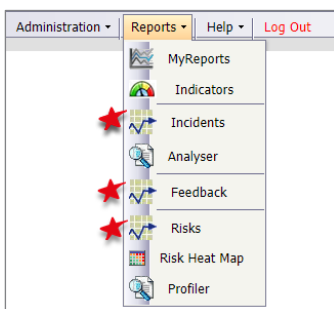 Administration Reports Help Log Out
MyReports
Indicators
Incidents
Analyser
Feedback
Risks
Risk Heat Map
Profiler